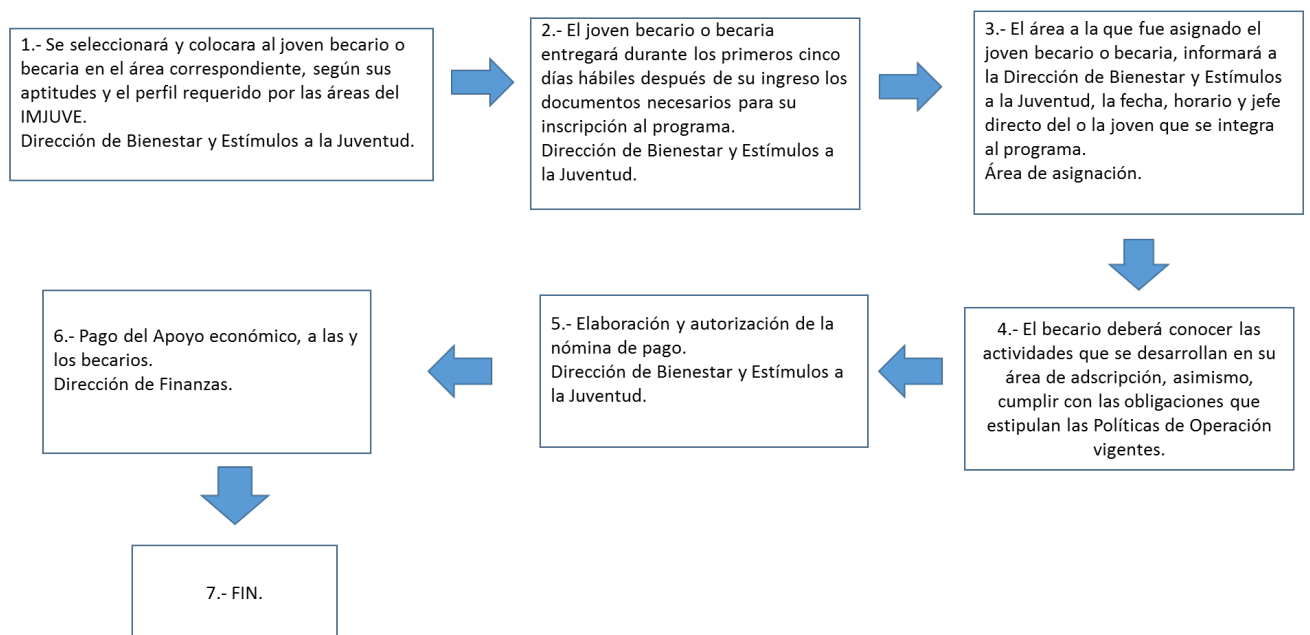 1.- Se seleccionará y colocara al joven becario o
becaria en el área correspondiente, según sus
aptitudes y el perfil requerido por las áreas del
IMJUVE.
Dirección de Bienestar y Estímulos a la Juventud.
2.- El joven becario o becaria
entregará durante los primeros cinco
días hábiles después de su ingreso los
documentos necesarios para su
inscripción al programa.
Dirección de Bienestar y Estímulos a
la Juventud.
3.- El área a la que fue asignado el
joven becario o becaria, informará a
la Dirección de Bienestar y Estímulos
a la Juventud, la fecha, horario y jefe
directo del o la joven que se integra
al programa.
Área de asignación.
4.- El becario deberá conocer las
actividades que se desarrollan en su
área de adscripción, asimismo,
cumplir con las obligaciones que
estipulan las Políticas de Operación
vigentes.
5.- Elaboración y autorización de la
nómina de pago.
Dirección de Bienestar y Estímulos a
la Juventud.
6.- Pago del Apoyo económico, a las y
los becarios.
Dirección de Finanzas.
7.- FIN.